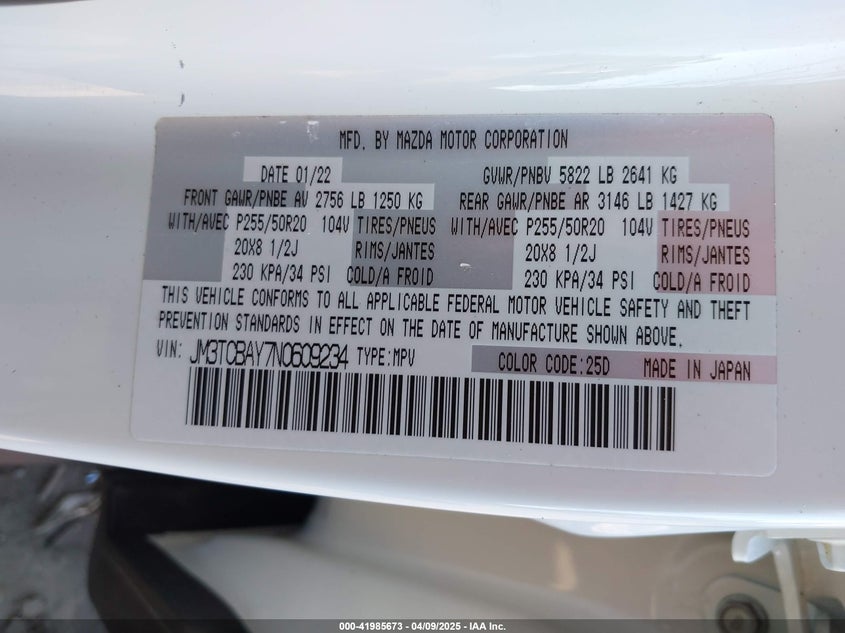 MFD. BY MAZDA MOTOR CORPORATION
DATE 01/22 GVWR/PNBV 5822 LB 2641 KG
FRONT GAWR/PNBE AV 2756 LB 1250 KG REAR GAWR/PNBE AR 3146 LB 1427 KG
WITH/AVEC P255/50R20 104V TIRES/PNEUS WITH/AVEC P255/50R20 104V TIRES/PNEUS
20X8 1/2J RIMS/JANTES 20X8 1/2J RIMS/JANTES
230 KPA/34 PSI COLD/A FROID 230 KPA/34 PSI COLD/A FROID
THIS VEHICLE CONFORMS TO ALL APPLICABLE FEDERAL MOTOR VEHICLE SAFETY AND THEFT
PREVENTION STANDARDS IN EFFECT ON THE DATE OF MANUFACTURE SHOWN ABOVE.
VIN: JM3TCBAY7N0609234 TYPE:MPV COLOR CODE:25D MADE IN JAPAN
000-41985673 - 04/09/2025 - IAA Inc.